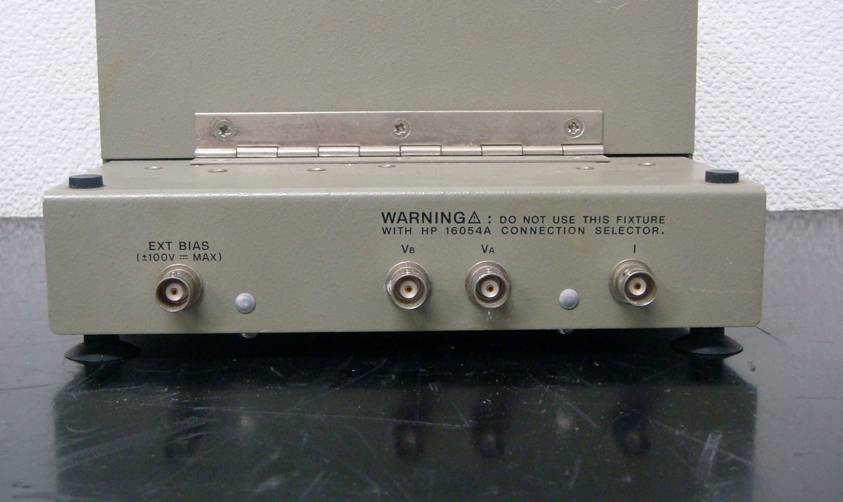 WARNING⚠ : DO NOT USE THIS FIXTURE
WITH HP 16054A CONNECTION SELECTOR.
EXT BIAS
(±100V ⎓ MAX)
VB
VA
I